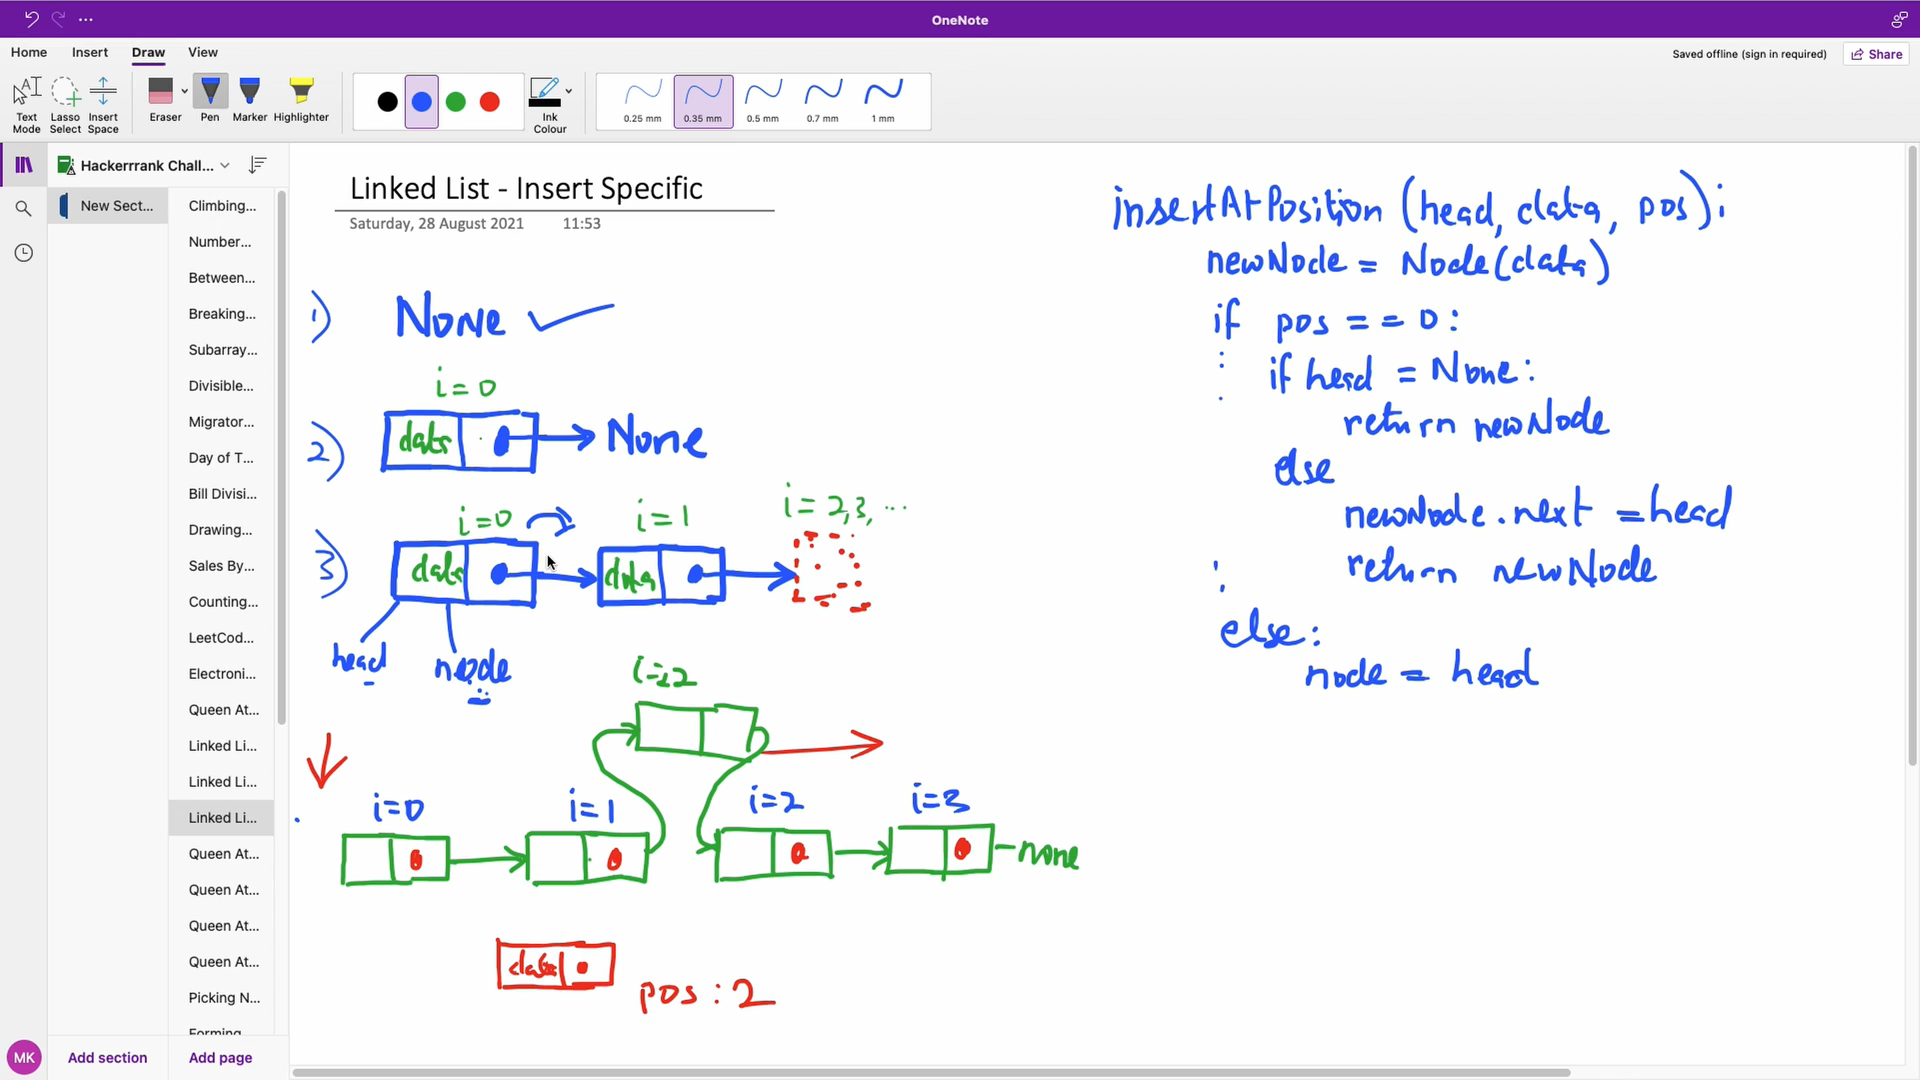 OneNote
Home Insert Draw View
Saved offline (sign in required) Share
Text Mode
Lasso Select
Insert Space
Eraser
Pen
Marker
Highlighter
Ink Colour
0.25 mm
0.35 mm
0.5 mm
0.7 mm
1 mm
Hackerrrank Chall...
New Sect...
Climbing...
Number...
Between...
Breaking...
Subarray...
Divisible...
Migrator...
Day of T...
Bill Divisi...
Drawing...
Sales By...
Counting...
LeetCod...
Electroni...
Queen At...
Linked Li...
Linked Li...
Linked Li...
Queen At...
Queen At...
Queen At...
Queen At...
Picking N...
Forming
MK
Add section
Add page
Linked List - Insert Specific
Saturday, 28 August 2021 11:53
1) None
i = 0
2) data None
i=0 i=1 i= 2,3, ...
3) data data
head node
i=2
i=0 i=1 i=2 i=3
none
data
pos : 2
insertAtPosition (head, data, pos):
newNode = Node(data)
if pos == 0:
if head = None:
return newNode
else
newNode.next = head
return newNode
else:
node = head